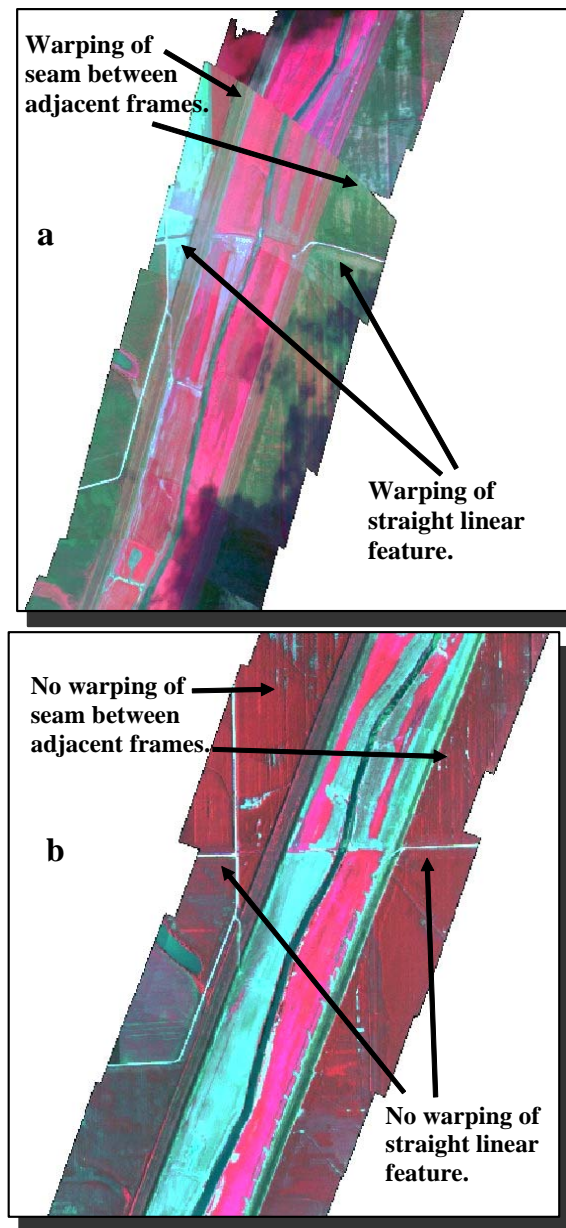 Warping of
seam between
adjacent frames.
a
Warping of
straight linear
feature.
No warping of
seam between
adjacent frames.
b
No warping of
straight linear
feature.